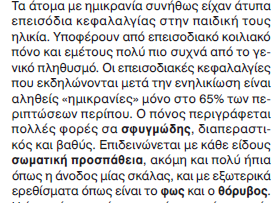 Τα άτομα με ημικρανία συνήθως είχαν άτυπα
επεισόδια κεφαλαλγίας στην παιδική τους
ηλικία. Υποφέρουν από επεισοδιακό κοιλιακό
πόνο και εμέτους πολύ πιο συχνά από το γε-
νικό πληθυσμό. Οι επεισοδιακές κεφαλαλγίες
που εκδηλώνονται μετά την ενηλικίωση είναι
αληθείς «ημικρανίες» μόνο στο 65% των πε-
ριπτώσεων περίπου. Ο πόνος περιγράφεται
πολλές φορές σα σφυγμώδης, διαπεραστι-
κός και βαθύς. Επιδεινώνεται με κάθε είδους
σωματική προσπάθεια, ακόμη και πολύ ήπια
όπως η άνοδος μίας σκάλας, και με εξωτερικά
ερεθίσματα όπως είναι το φως και ο θόρυβος.